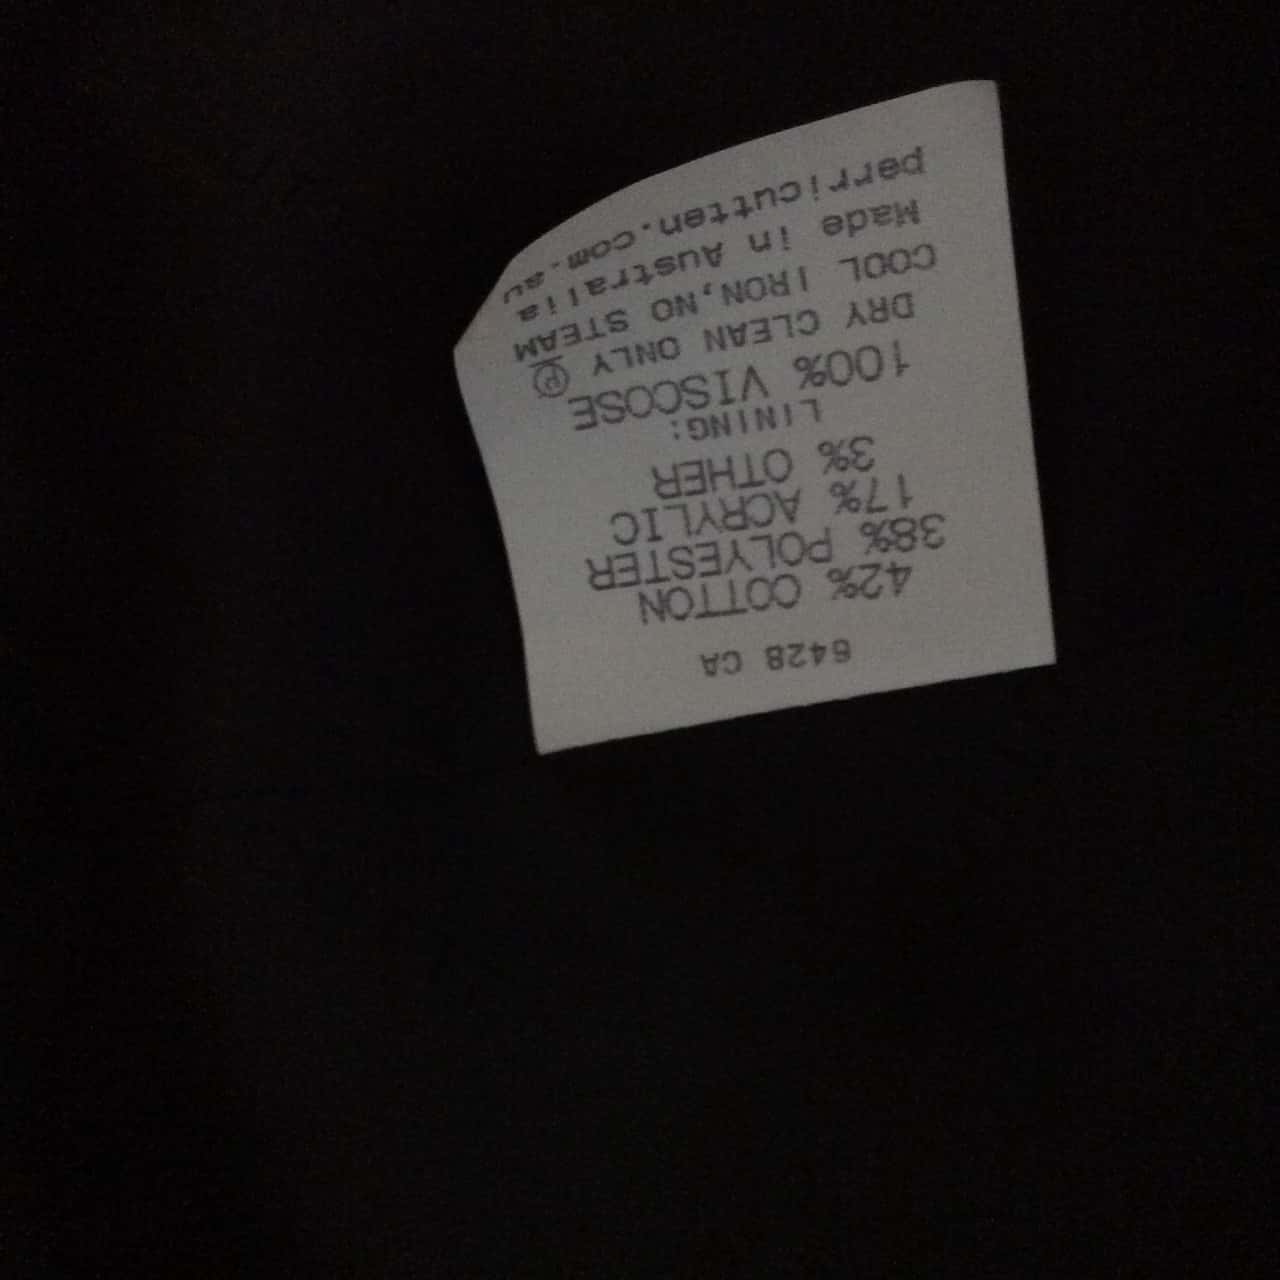 6428 CA
42% COTTON
38% POLYESTER
17% ACRYLIC
3% OTHER
LINING:
100% VISCOSE
DRY CLEAN ONLY Ⓟ
COOL IRON,NO STEAM
Made in Australia
perricutten.com.au